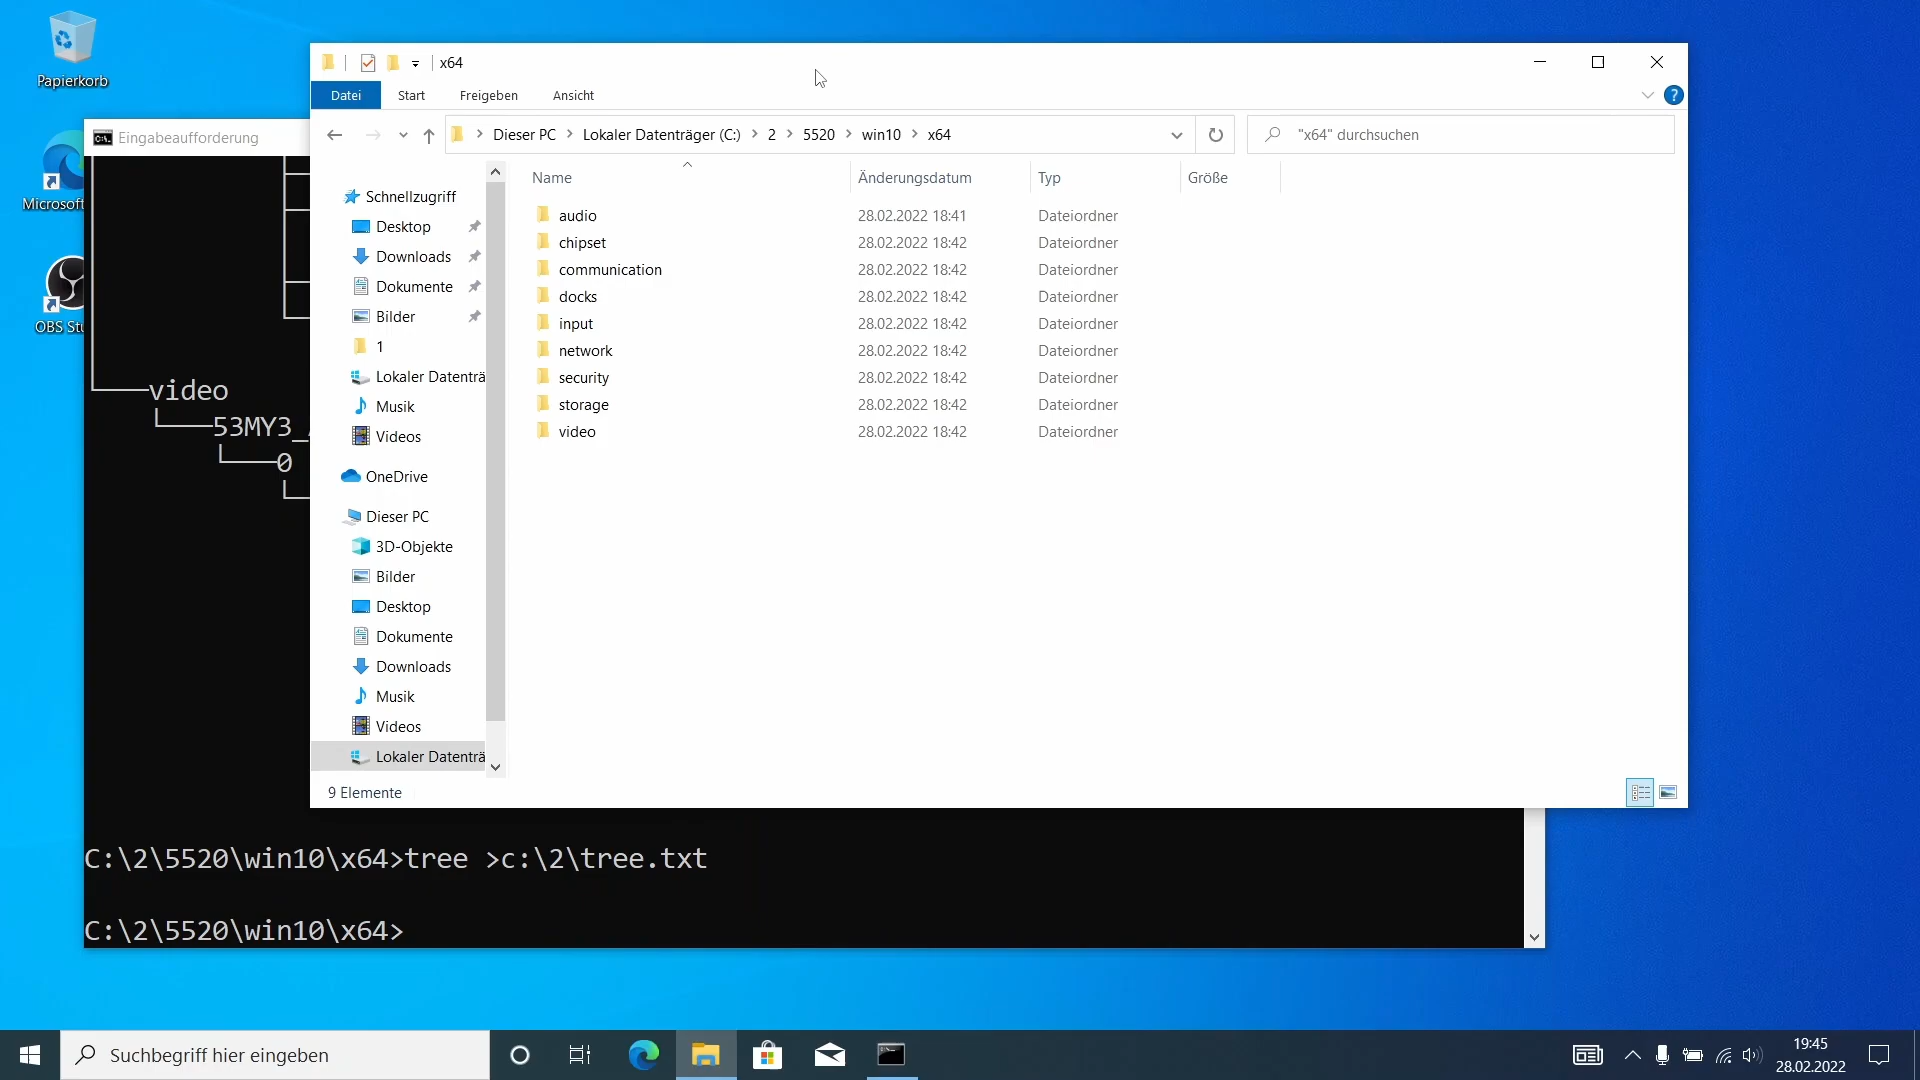 Papierkorb
Microsoft
OBS Stu
Eingabeaufforderung
video
53MY3_
0
C:\2\5520\win10\x64>tree >c:\2\tree.txt
C:\2\5520\win10\x64>
x64
Datei Start Freigeben Ansicht
Dieser PC Lokaler Datenträger (C:) 2 5520 win10 x64
"x64" durchsuchen
Schnellzugriff
Desktop
Downloads
Dokumente
Bilder
1
Lokaler Datenträ
Musik
Videos
OneDrive
Dieser PC
3D-Objekte
Bilder
Desktop
Dokumente
Downloads
Musik
Videos
Lokaler Datenträ
Name Änderungsdatum Typ Größe
audio 28.02.2022 18:41 Dateiordner
chipset 28.02.2022 18:42 Dateiordner
communication 28.02.2022 18:42 Dateiordner
docks 28.02.2022 18:42 Dateiordner
input 28.02.2022 18:42 Dateiordner
network 28.02.2022 18:42 Dateiordner
security 28.02.2022 18:42 Dateiordner
storage 28.02.2022 18:42 Dateiordner
video 28.02.2022 18:42 Dateiordner
9 Elemente
Suchbegriff hier eingeben
19:45
28.02.2022